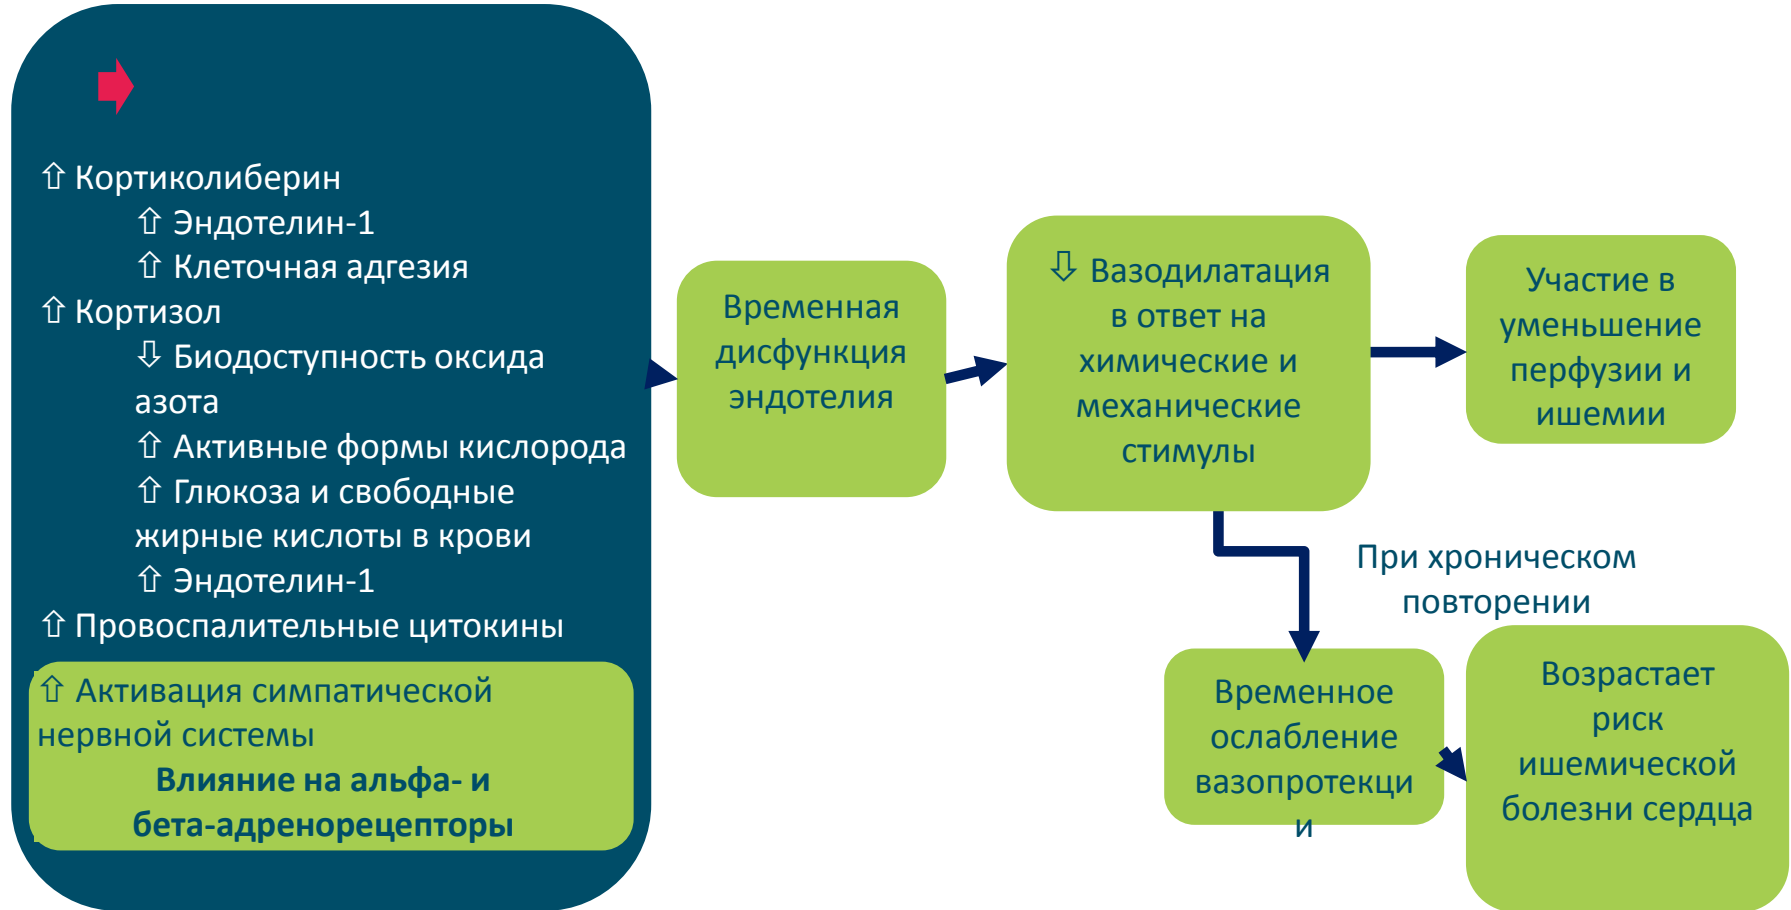 ⇧ Кортиколиберин
⇧ Эндотелин-1
⇧ Клеточная адгезия
⇧ Кортизол
⇩ Биодоступность оксида
азота
⇧ Активные формы кислорода
⇧ Глюкоза и свободные
жирные кислоты в крови
⇧ Эндотелин-1
⇧ Провоспалительные цитокины
⇧ Активация симпатической
нервной системы
Влияние на альфа- и
бета-адренорецепторы
Временная
дисфункция
эндотелия
⇩ Вазодилатация
в ответ на
химические и
механические
стимулы
Участие в
уменьшение
перфузии и
ишемии
При хроническом
повторении
Временное
ослабление
вазопротекци
и
Возрастает
риск
ишемической
болезни сердца